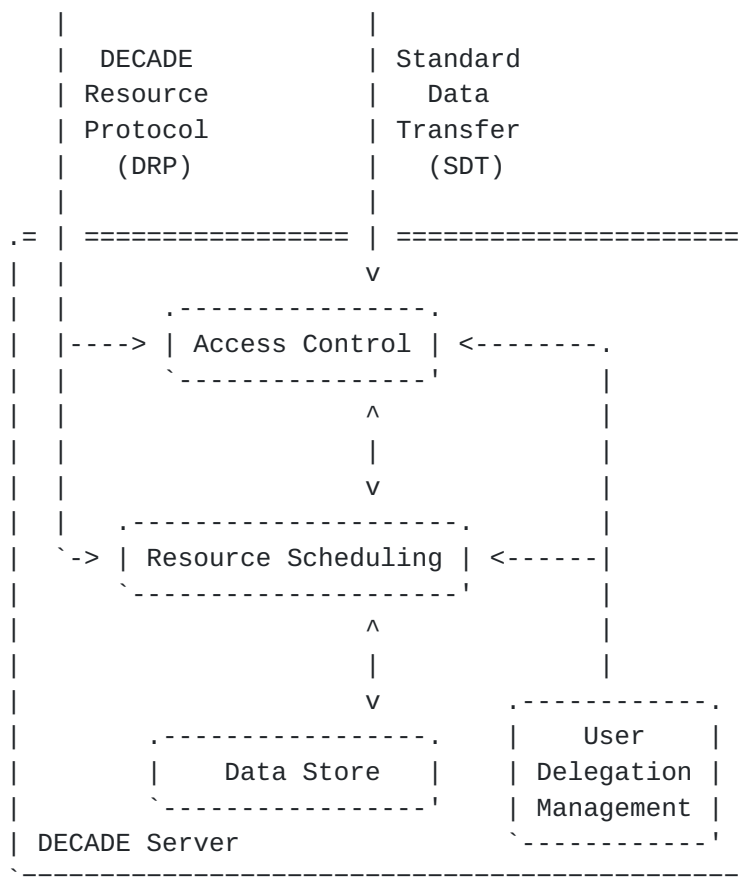 DECADE Standard
Resource Data
Protocol Transfer
(DRP) (SDT)
Access Control
Resource Scheduling
User
Data Store Delegation
Management
DECADE Server